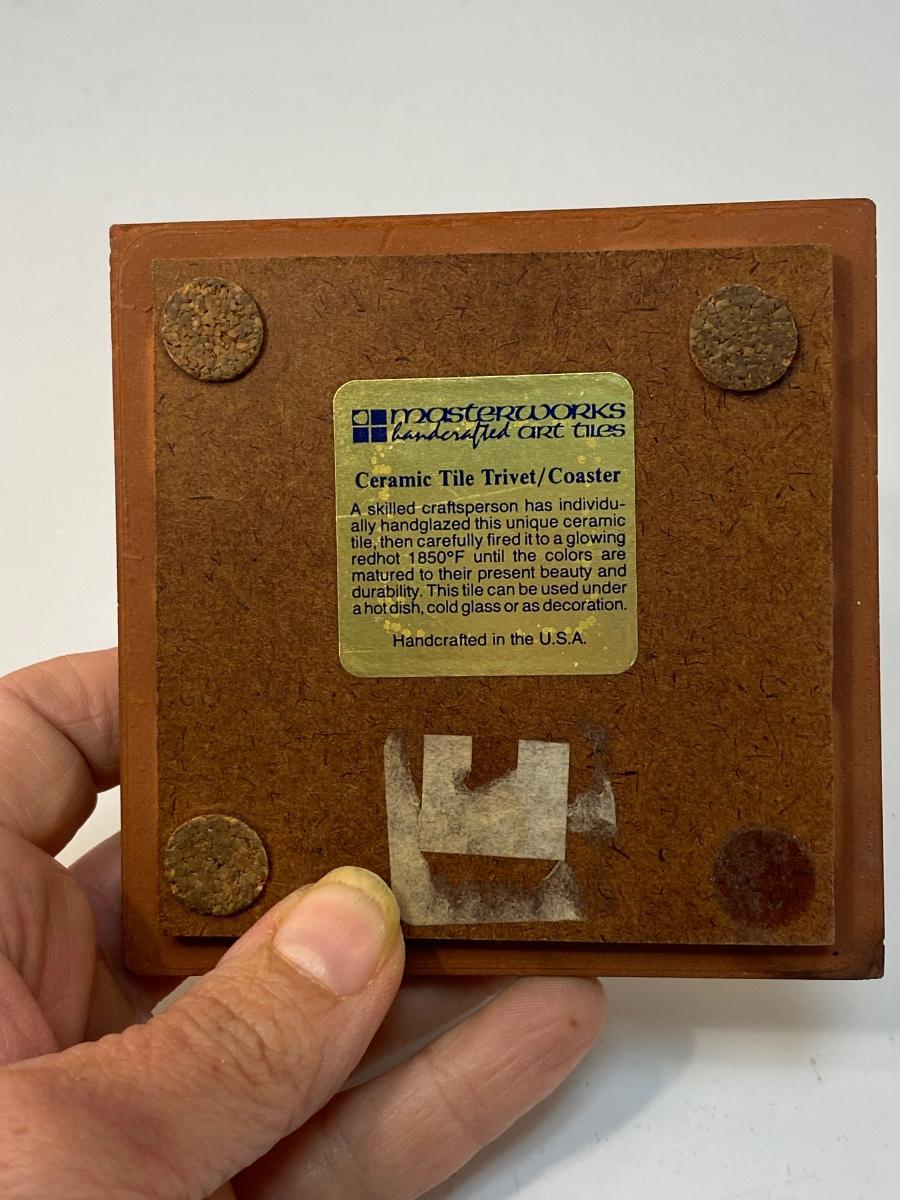 masterworks
handcrafted art tiles
Ceramic Tile Trivet/Coaster
A skilled craftsperson has individu-
ally handglazed this unique ceramic
tile, then carefully fired it to a glowing
redhot 1850°F until the colors are
matured to their present beauty and
durability. This tile can be used under
a hot dish, cold glass or as decoration.
Handcrafted in the U.S.A.